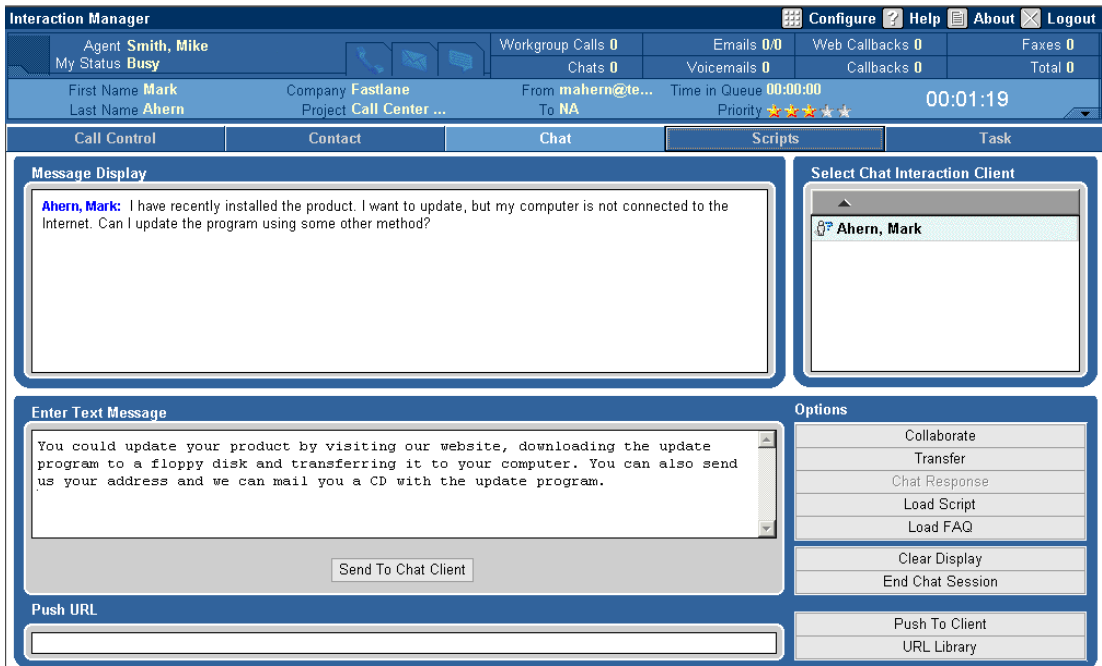 Interaction Manager Configure Help About Logout
Agent Smith, Mike Workgroup Calls 0 Emails 0/0 Web Callbacks 0 Faxes 0
My Status Busy Chats 0 Voicemails 0 Callbacks 0 Total 0
First Name Mark Company Fastlane From mahern@te... Time in Queue 00:00:00 00:01:19
Last Name Ahern Project Call Center ... To NA Priority
Call Control Contact Chat Scripts Task
Message Display
Ahern, Mark: I have recently installed the product. I want to update, but my computer is not connected to the
Internet. Can I update the program using some other method?
Select Chat Interaction Client
Ahern, Mark
Enter Text Message
You could update your product by visiting our website, downloading the update
program to a floppy disk and transferring it to your computer. You can also send
us your address and we can mail you a CD with the update program.
Send To Chat Client
Options
Collaborate
Transfer
Chat Response
Load Script
Load FAQ
Clear Display
End Chat Session
Push URL
Push To Client
URL Library